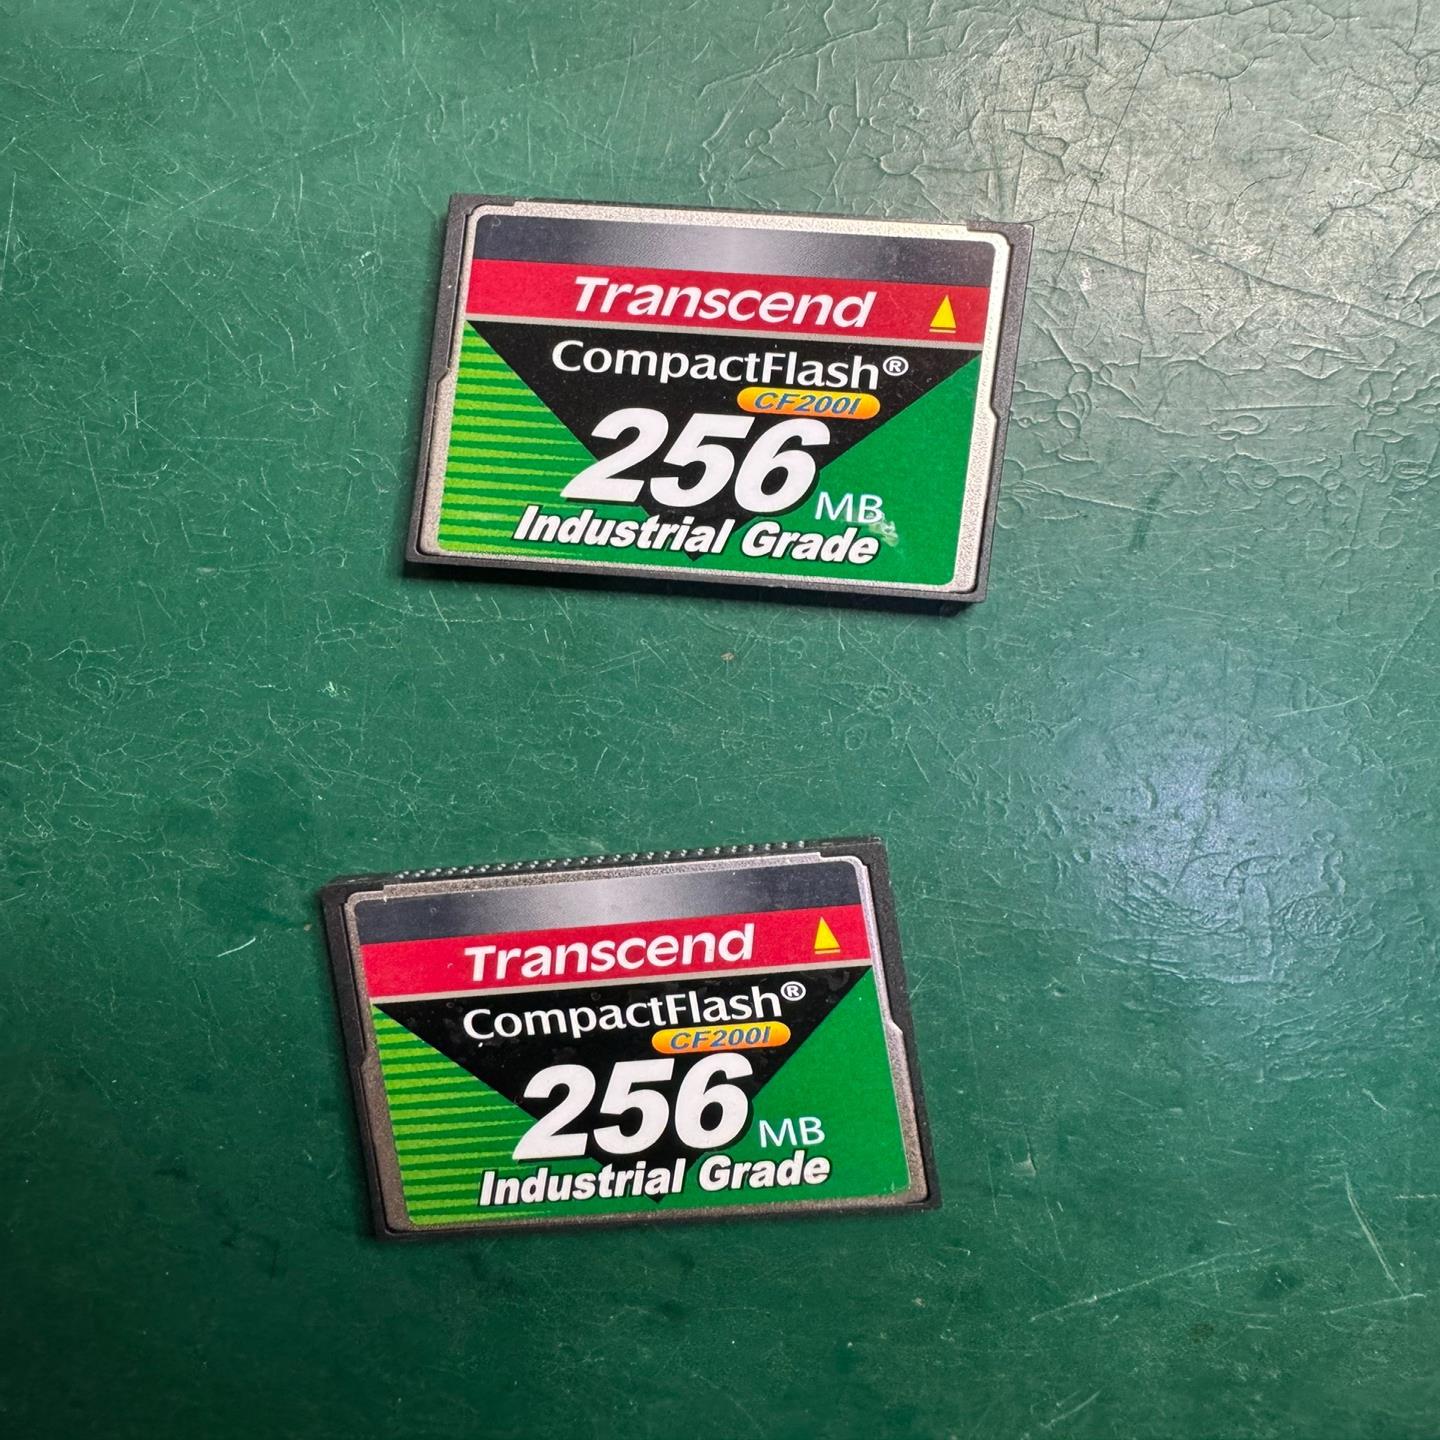 Transcend
CompactFlash®
CF200I
256 MB
Industrial Grade
Transcend
CompactFlash®
CF200I
256 MB
Industrial Grade